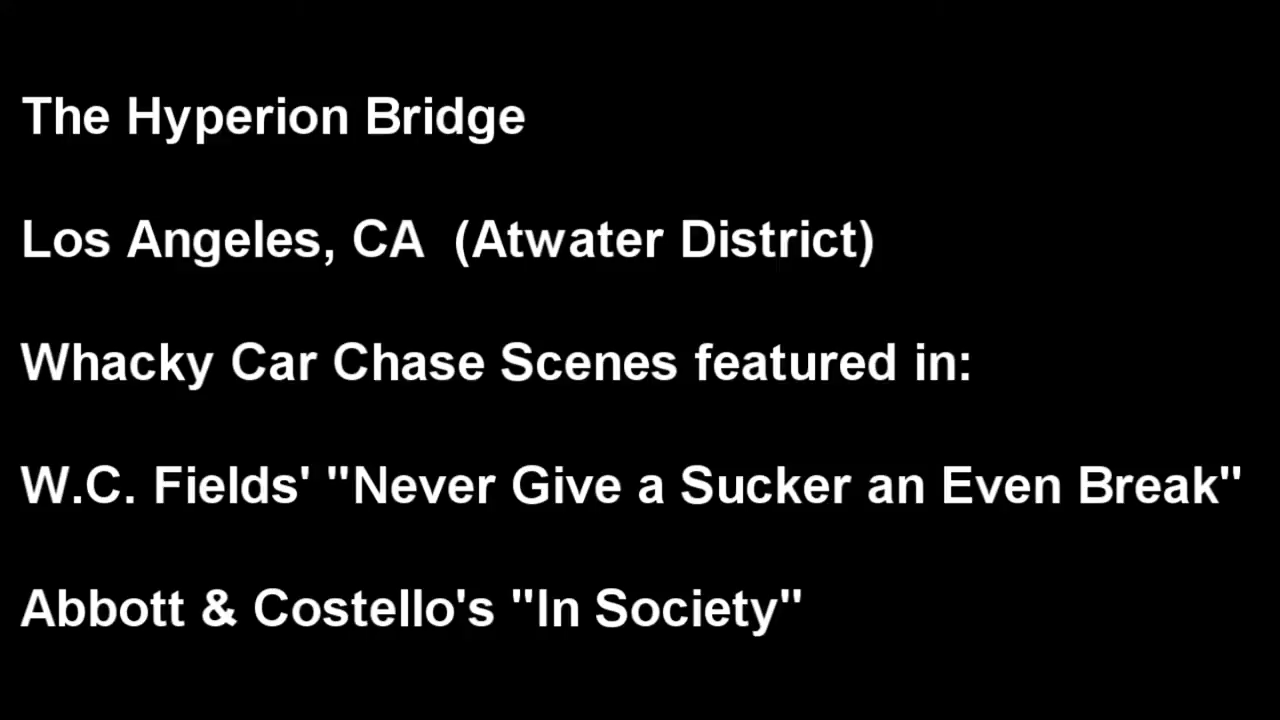 The Hyperion Bridge
Los Angeles, CA  (Atwater District)
Whacky Car Chase Scenes featured in:
W.C. Fields' "Never Give a Sucker an Even Break"
Abbott & Costello's "In Society"